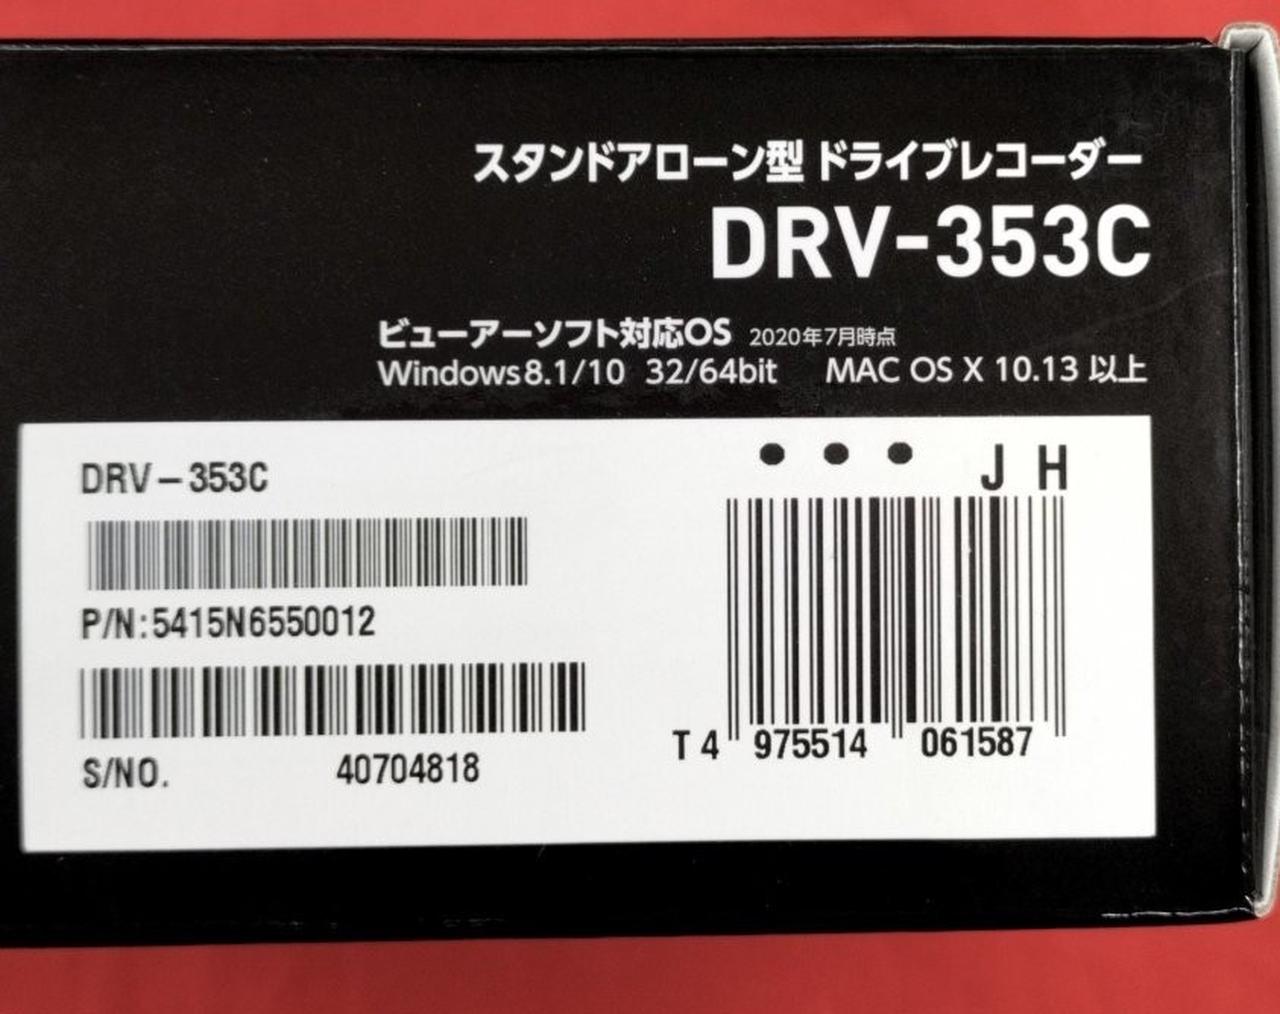 スタンドアローン型 ドライブレコーダー
DRV-353C
ビューアーソフト対応OS 2020年7月時点
Windows8.1/10 32/64bit MAC OS X 10.13 以上
DRV-353C
P/N:5415N6550012
S/NO. 40704818
● ● ● J H
T4 975514 061587